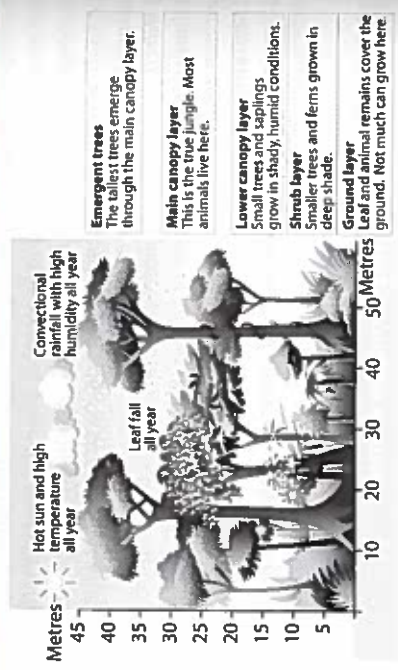 Metres
Hot sun and high
temperature
all year
Convectional
rainfall with high
humidity all year
Leaf fall
all year
45
40
35
30
25
20
15
10
5
10
20
30
40
50
Metres
Emergent trees
The tallest trees emerge
through the main canopy layer.
Main canopy layer
This is the true jungle. Most
animals live here.
Lower canopy layer
Small trees and saplings
grow in shady, humid conditions.
Shrub layer
Smaller trees and ferns grown in
deep shade.
Ground layer
Leaf and animal remains cover the
ground. Not much can grow here.